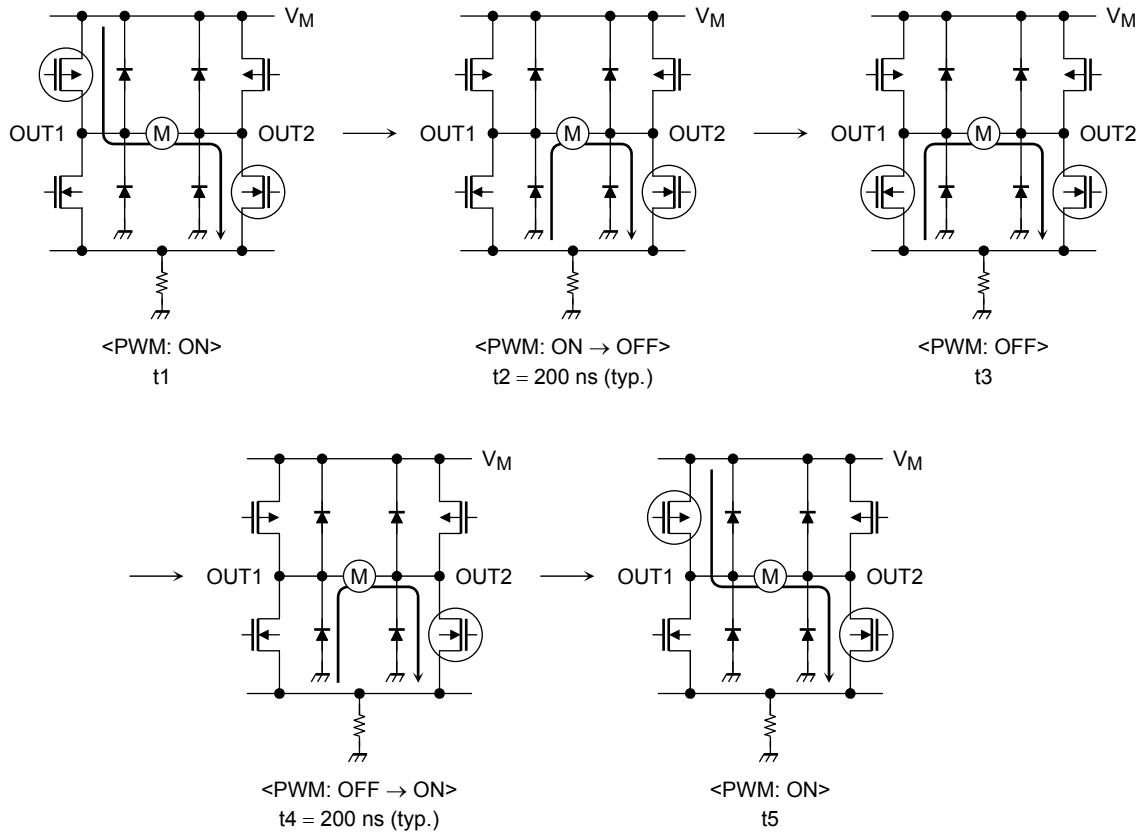 VM
OUT1
M
OUT2
<PWM: ON>
t1
VM
OUT1
M
OUT2
<PWM: ON → OFF>
t2 = 200 ns (typ.)
VM
OUT1
M
OUT2
<PWM: OFF>
t3
VM
OUT1
M
OUT2
<PWM: OFF → ON>
t4 = 200 ns (typ.)
VM
OUT1
M
OUT2
<PWM: ON>
t5